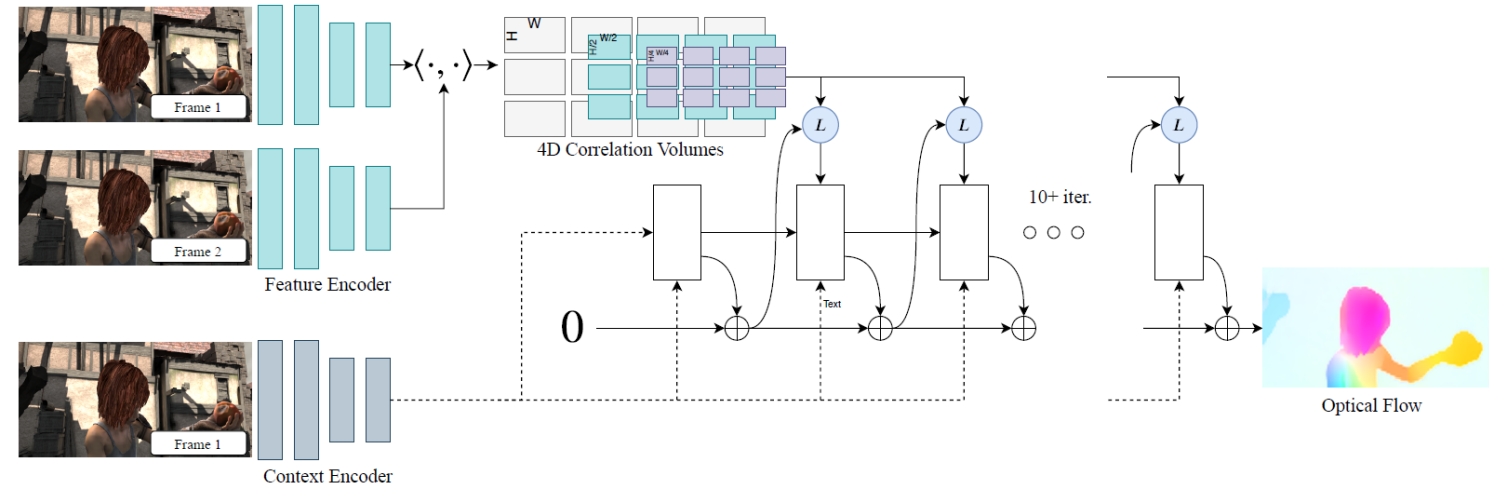 Frame 1
Frame 2
Feature Encoder
Frame 1
Context Encoder
⟨·, ·⟩
H
W
H/2
W/2
H/4
W/4
4D Correlation Volumes
L
L
L
10+ iter.
Text
0
Optical Flow